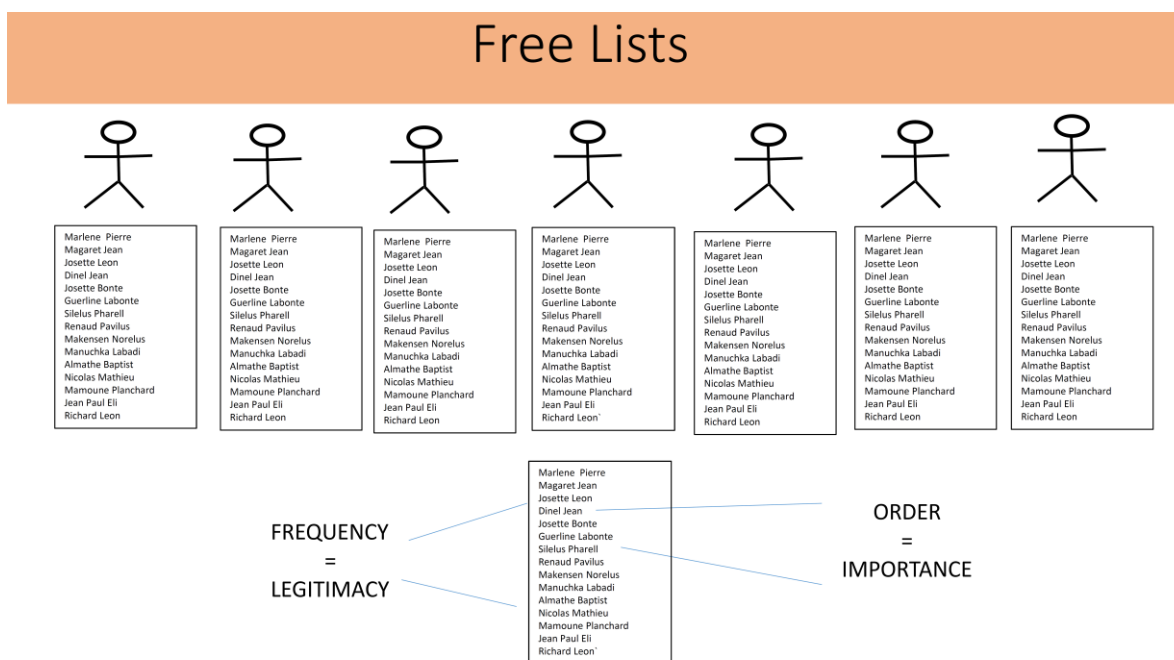 Free Lists
Marlene  Pierre
Magaret Jean
Josette Leon
Dinel Jean
Josette Bonte
Guerline Labonte
Silelus Pharell
Renaud Pavilus
Makensen Norelus
Manuchka Labadi
Almathe Baptist
Nicolas Mathieu
Mamoune Planchard
Jean Paul Eli
Richard Leon
Marlene  Pierre
Magaret Jean
Josette Leon
Dinel Jean
Josette Bonte
Guerline Labonte
Silelus Pharell
Renaud Pavilus
Makensen Norelus
Manuchka Labadi
Almathe Baptist
Nicolas Mathieu
Mamoune Planchard
Jean Paul Eli
Richard Leon
Marlene  Pierre
Magaret Jean
Josette Leon
Dinel Jean
Josette Bonte
Guerline Labonte
Silelus Pharell
Renaud Pavilus
Makensen Norelus
Manuchka Labadi
Almathe Baptist
Nicolas Mathieu
Mamoune Planchard
Jean Paul Eli
Richard Leon
Marlene  Pierre
Magaret Jean
Josette Leon
Dinel Jean
Josette Bonte
Guerline Labonte
Silelus Pharell
Renaud Pavilus
Makensen Norelus
Manuchka Labadi
Almathe Baptist
Nicolas Mathieu
Mamoune Planchard
Jean Paul Eli
Richard Leon`
Marlene  Pierre
Magaret Jean
Josette Leon
Dinel Jean
Josette Bonte
Guerline Labonte
Silelus Pharell
Renaud Pavilus
Makensen Norelus
Manuchka Labadi
Almathe Baptist
Nicolas Mathieu
Mamoune Planchard
Jean Paul Eli
Richard Leon
Marlene  Pierre
Magaret Jean
Josette Leon
Dinel Jean
Josette Bonte
Guerline Labonte
Silelus Pharell
Renaud Pavilus
Makensen Norelus
Manuchka Labadi
Almathe Baptist
Nicolas Mathieu
Mamoune Planchard
Jean Paul Eli
Richard Leon
Marlene  Pierre
Magaret Jean
Josette Leon
Dinel Jean
Josette Bonte
Guerline Labonte
Silelus Pharell
Renaud Pavilus
Makensen Norelus
Manuchka Labadi
Almathe Baptist
Nicolas Mathieu
Mamoune Planchard
Jean Paul Eli
Richard Leon
FREQUENCY
=
LEGITIMACY
Marlene  Pierre
Magaret Jean
Josette Leon
Dinel Jean
Josette Bonte
Guerline Labonte
Silelus Pharell
Renaud Pavilus
Makensen Norelus
Manuchka Labadi
Almathe Baptist
Nicolas Mathieu
Mamoune Planchard
Jean Paul Eli
Richard Leon`
ORDER
=
IMPORTANCE